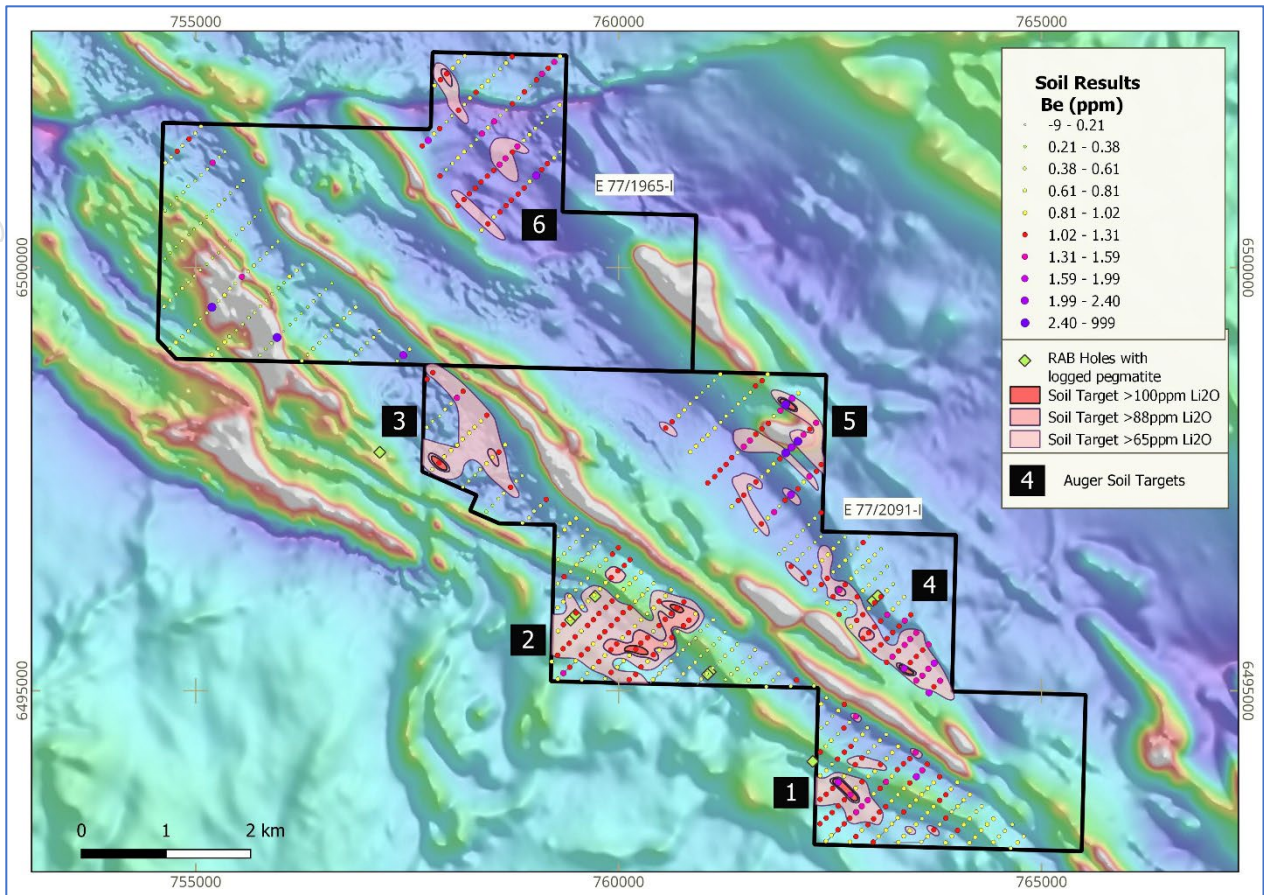 755000
760000
765000
6500000
6500000
6495000
6495000
Soil Results
Be (ppm)
-9 - 0.21
0.21 - 0.38
0.38 - 0.61
0.61 - 0.81
0.81 - 1.02
1.02 - 1.31
1.31 - 1.59
1.59 - 1.99
1.99 - 2.40
2.40 - 999
RAB Holes with
logged pegmatite
Soil Target >100ppm Li2O
Soil Target >88ppm Li2O
Soil Target >65ppm Li2O
4 Auger Soil Targets
E 77/1965-I
6
3
5
E 77/2091-I
4
2
1
0 1 2 km
755000
760000
765000